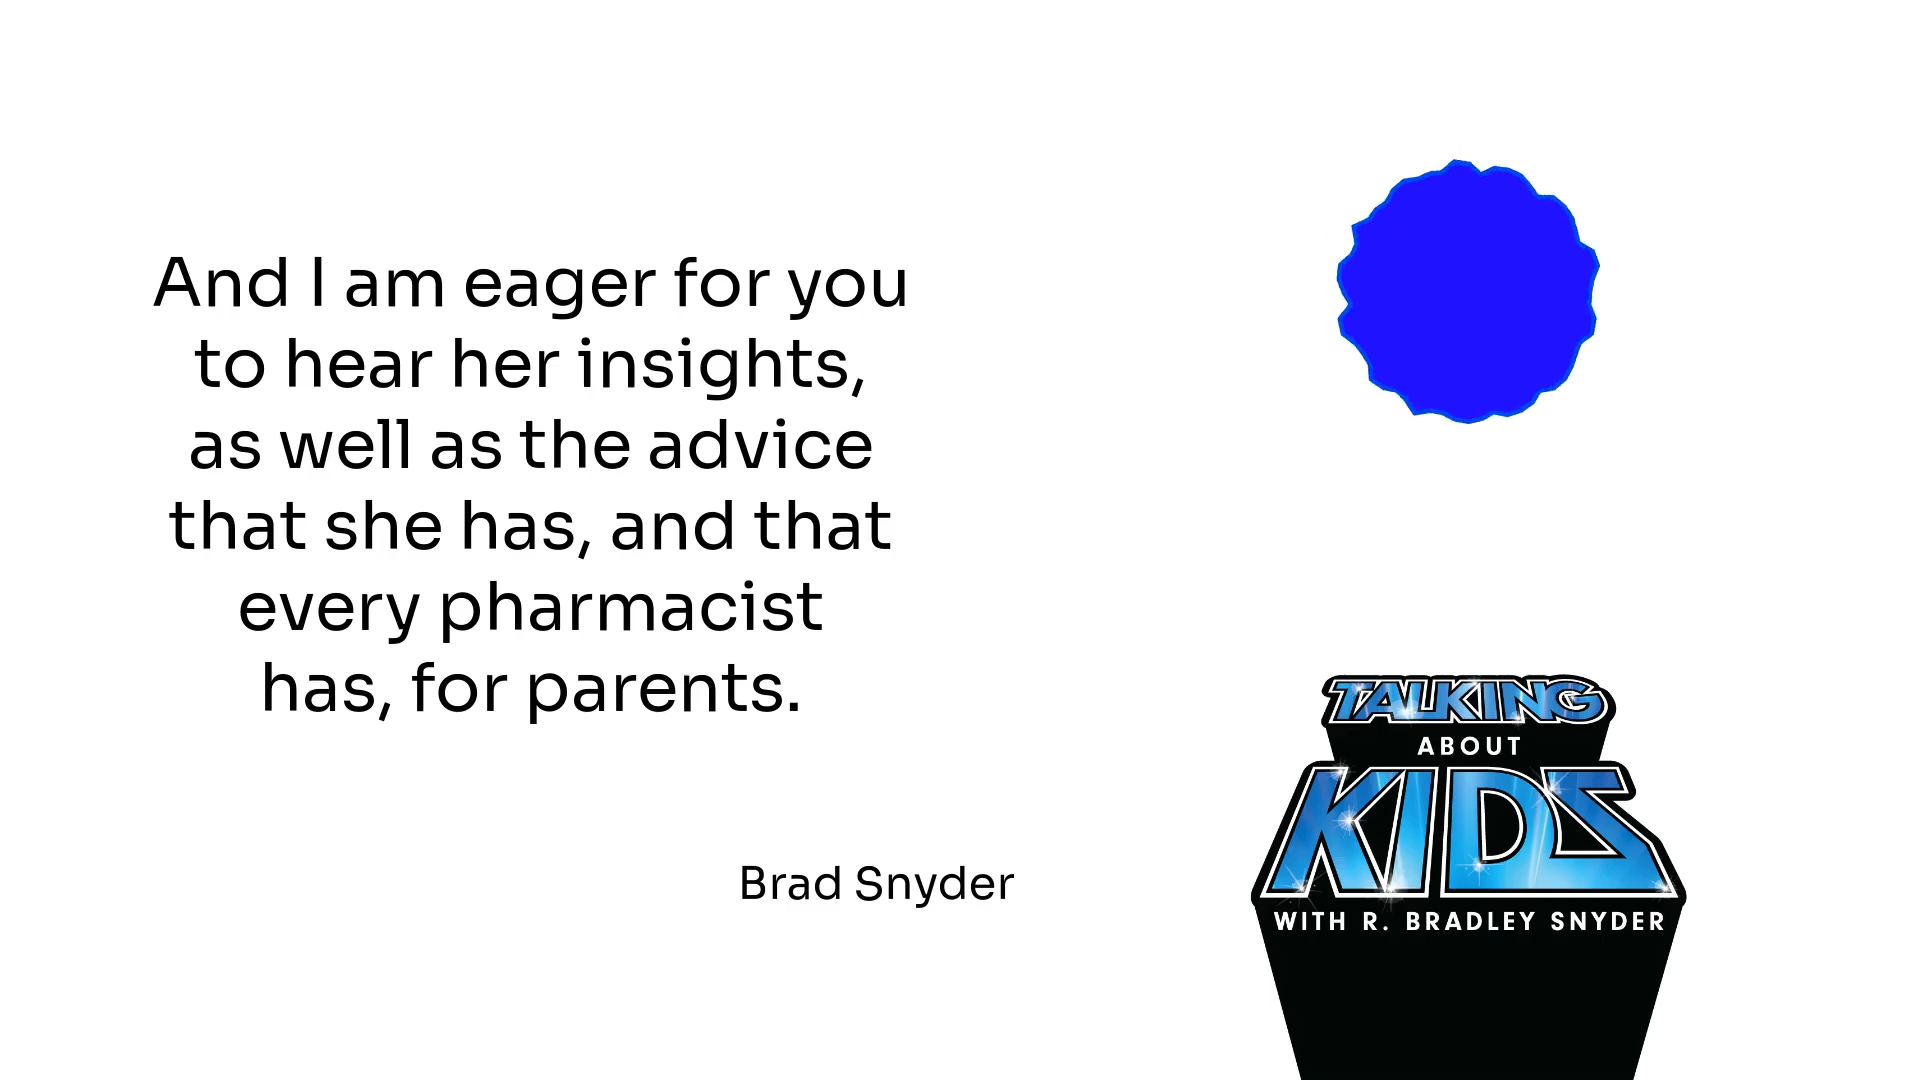 And I am eager for you
to hear her insights,
as well as the advice
that she has, and that
every pharmacist
has, for parents.
Brad Snyder
TALKING
ABOUT
KIDS
WITH R. BRADLEY SNYDER